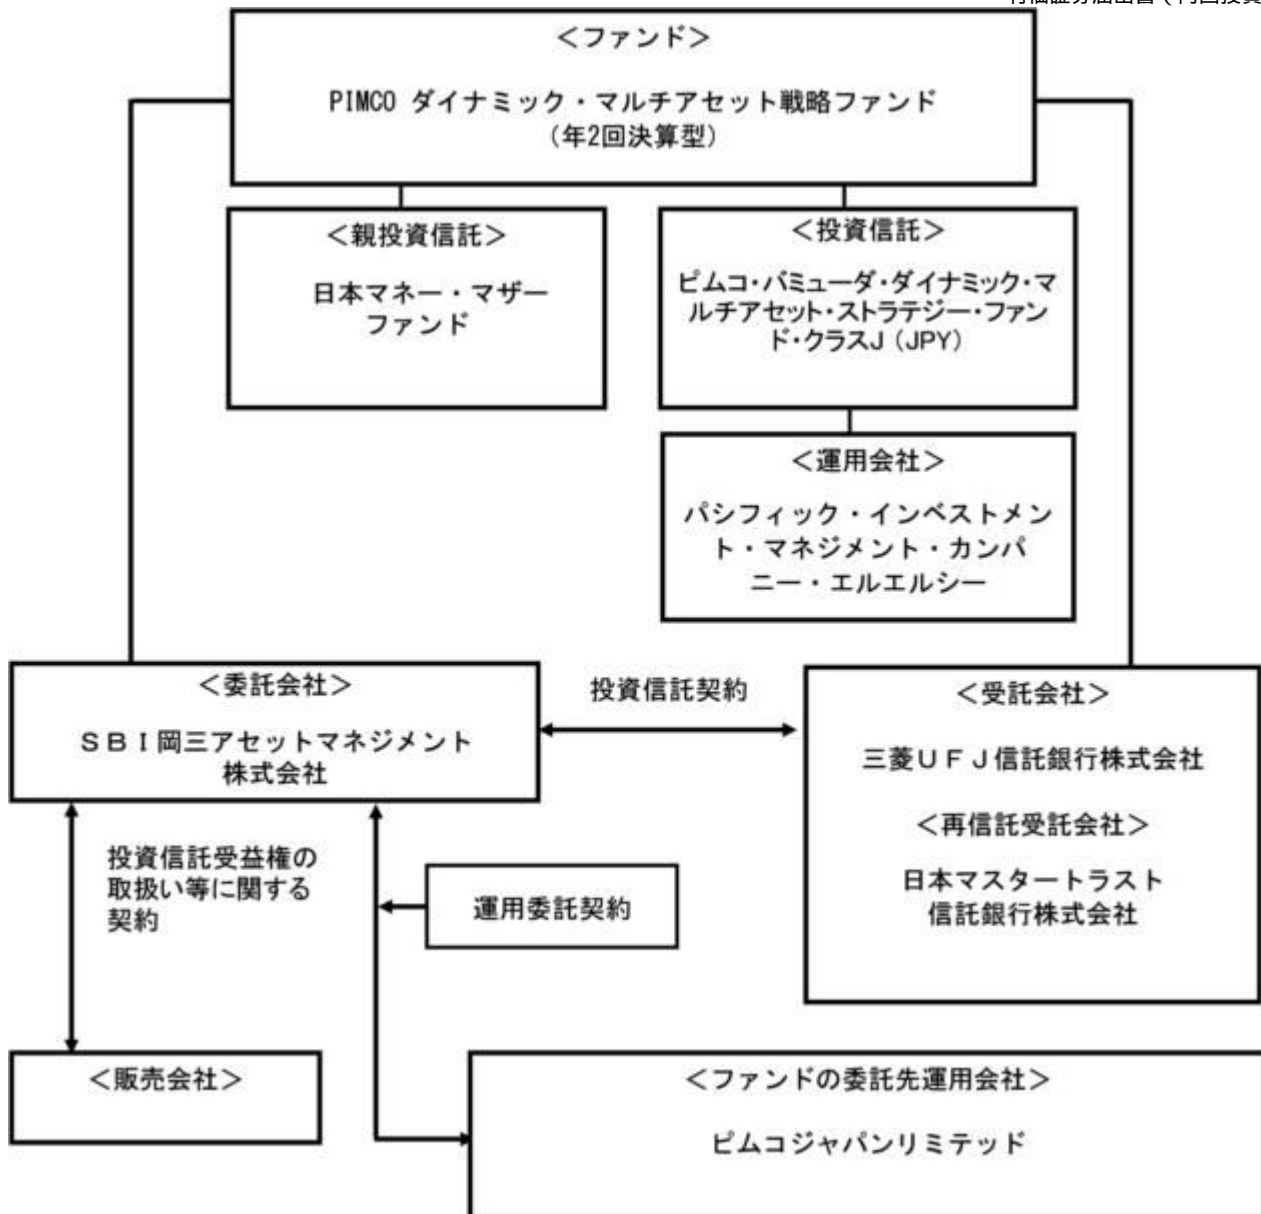 ＜ファンド＞
PIMCO ダイナミック・マルチアセット戦略ファンド
（年2回決算型）
＜親投資信託＞
日本マネー・マザー
ファンド
＜投資信託＞
ピムコ・バミューダ・ダイナミック・マ
ルチアセット・ストラテジー・ファン
ド・クラスJ（JPY）
＜運用会社＞
パシフィック・インベストメン
ト・マネジメント・カンパ
ニー・エルエルシー
＜委託会社＞
ＳＢＩ岡三アセットマネジメント
株式会社
投資信託契約
＜受託会社＞
三菱ＵＦＪ信託銀行株式会社
＜再信託受託会社＞
日本マスタートラスト
信託銀行株式会社
投資信託受益権の
取扱い等に関する
契約
運用委託契約
＜販売会社＞
＜ファンドの委託先運用会社＞
ピムコジャパンリミテッド